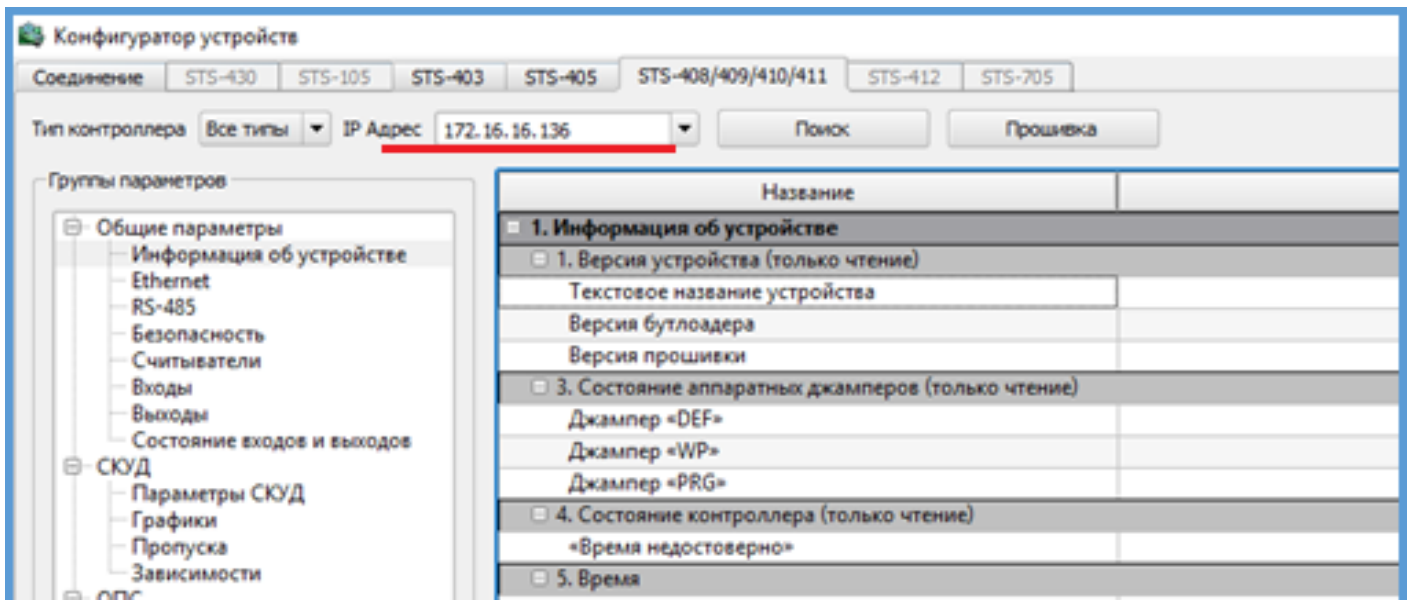 Конфигуратор устройств
Соединение STS-430 STS-105 STS-403 STS-405 STS-408/409/410/411 STS-412 STS-705
Тип контроллера Все типы IP Адрес 172.16.16.136 Поиск Прошивка
Группы параметров
Общие параметры
Информация об устройстве
Ethernet
RS-485
Безопасность
Считыватели
Входы
Выходы
Состояние входов и выходов
СКУД
Параметры СКУД
Графики
Пропуска
Зависимости
ОПС
Название
1. Информация об устройстве
1. Версия устройства (только чтение)
Текстовое название устройства
Версия бутлоадера
Версия прошивки
3. Состояние аппаратных джамперов (только чтение)
Джампер «DEF»
Джампер «WP»
Джампер «PRG»
4. Состояние контроллера (только чтение)
«Время недостоверно»
5. Время